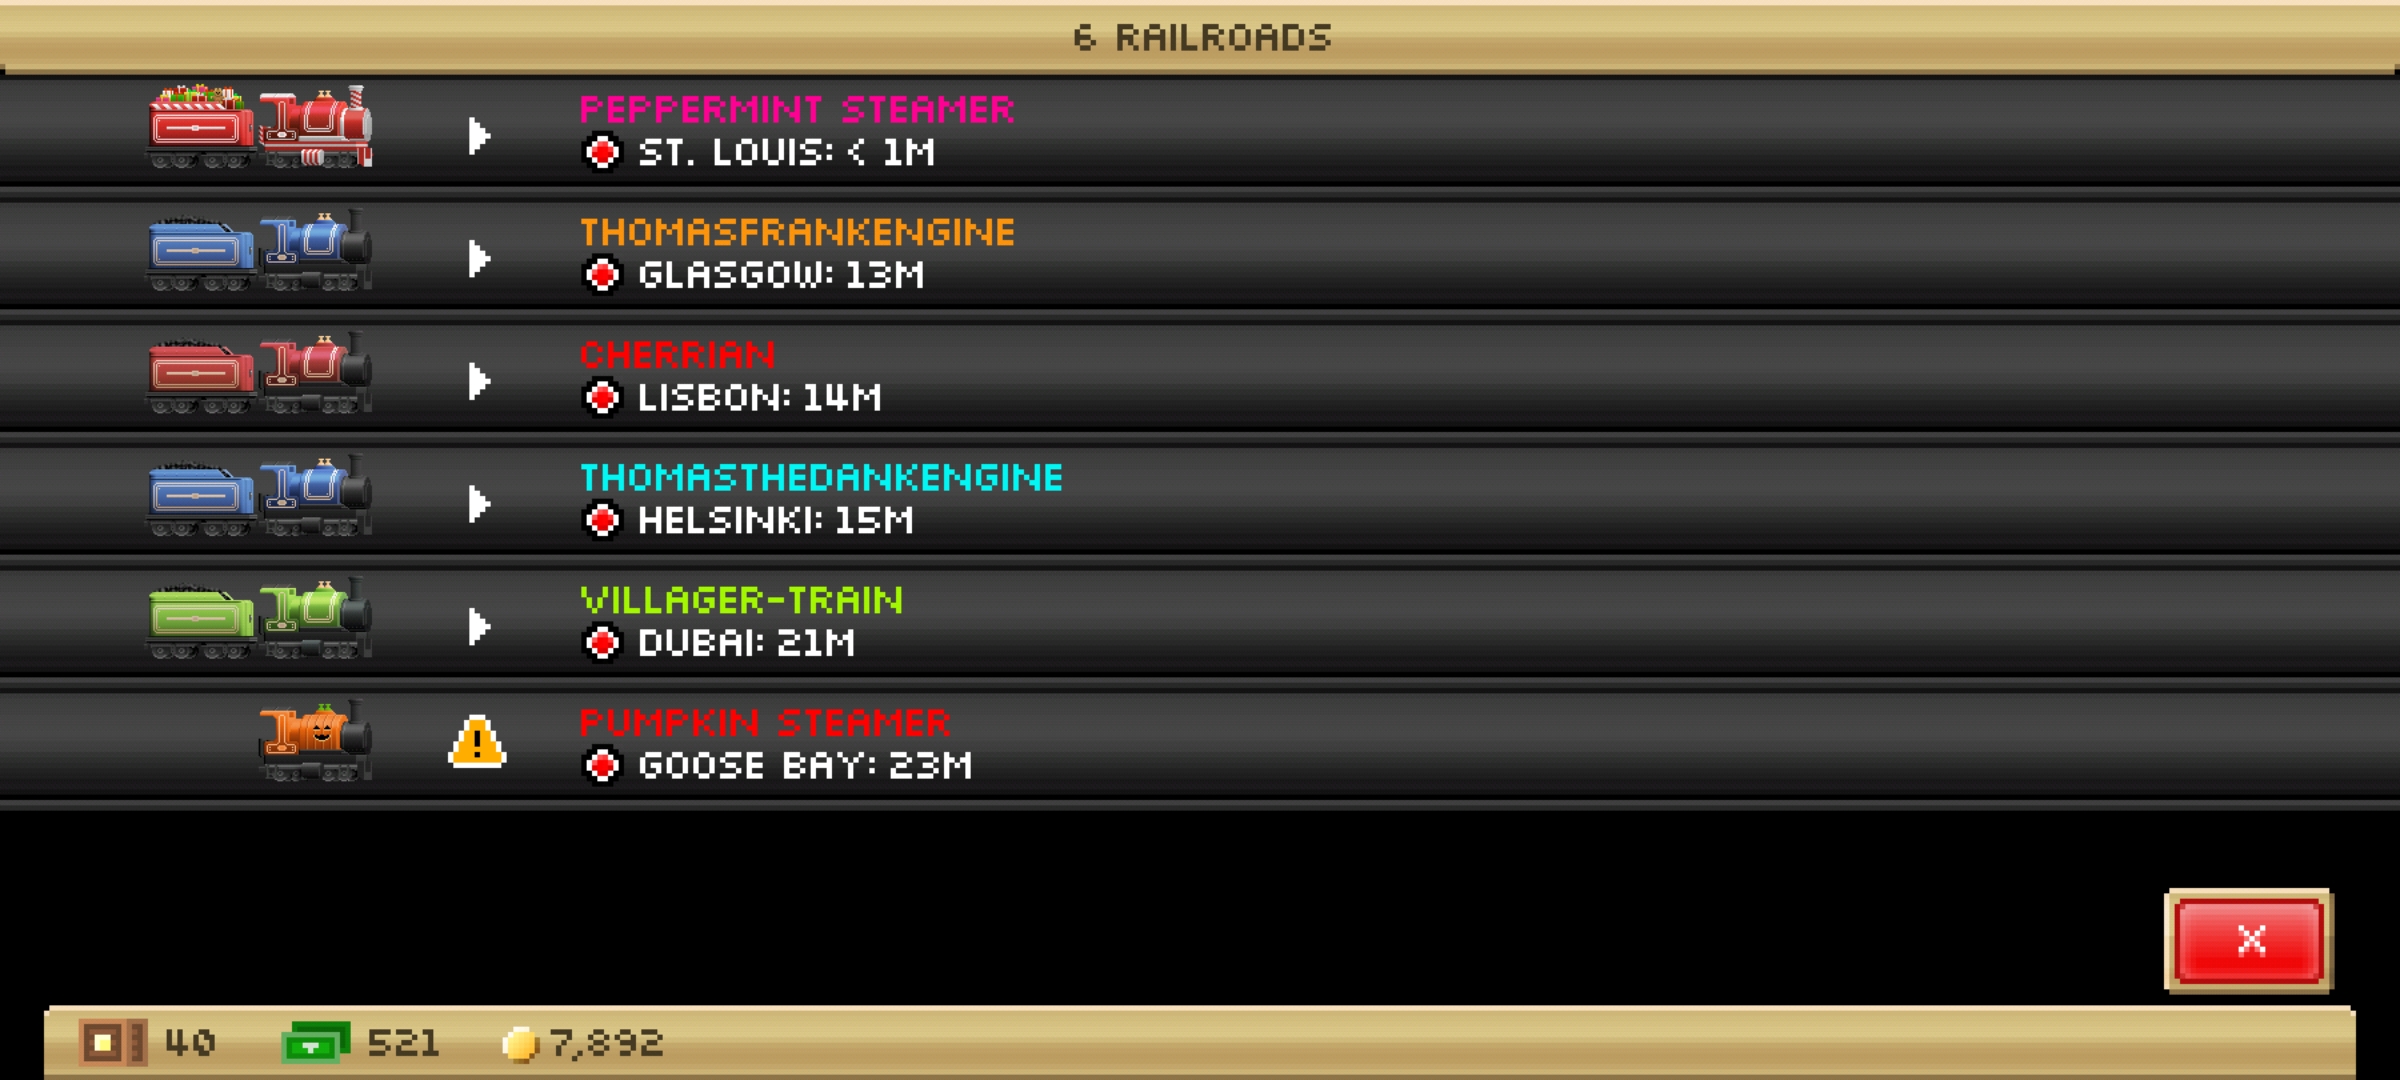 6 RAILROADS
PEPPERMINT STEAMER
ST. LOUIS: < 1M
THOMASFRANKENGINE
GLASGOW: 13M
CHERRIAN
LISBON: 14M
THOMASTHEDANKENGINE
HELSINKI: 15M
VILLAGER-TRAIN
DUBAI: 21M
PUMPKIN STEAMER
GOOSE BAY: 23M
X
40 521 7,892